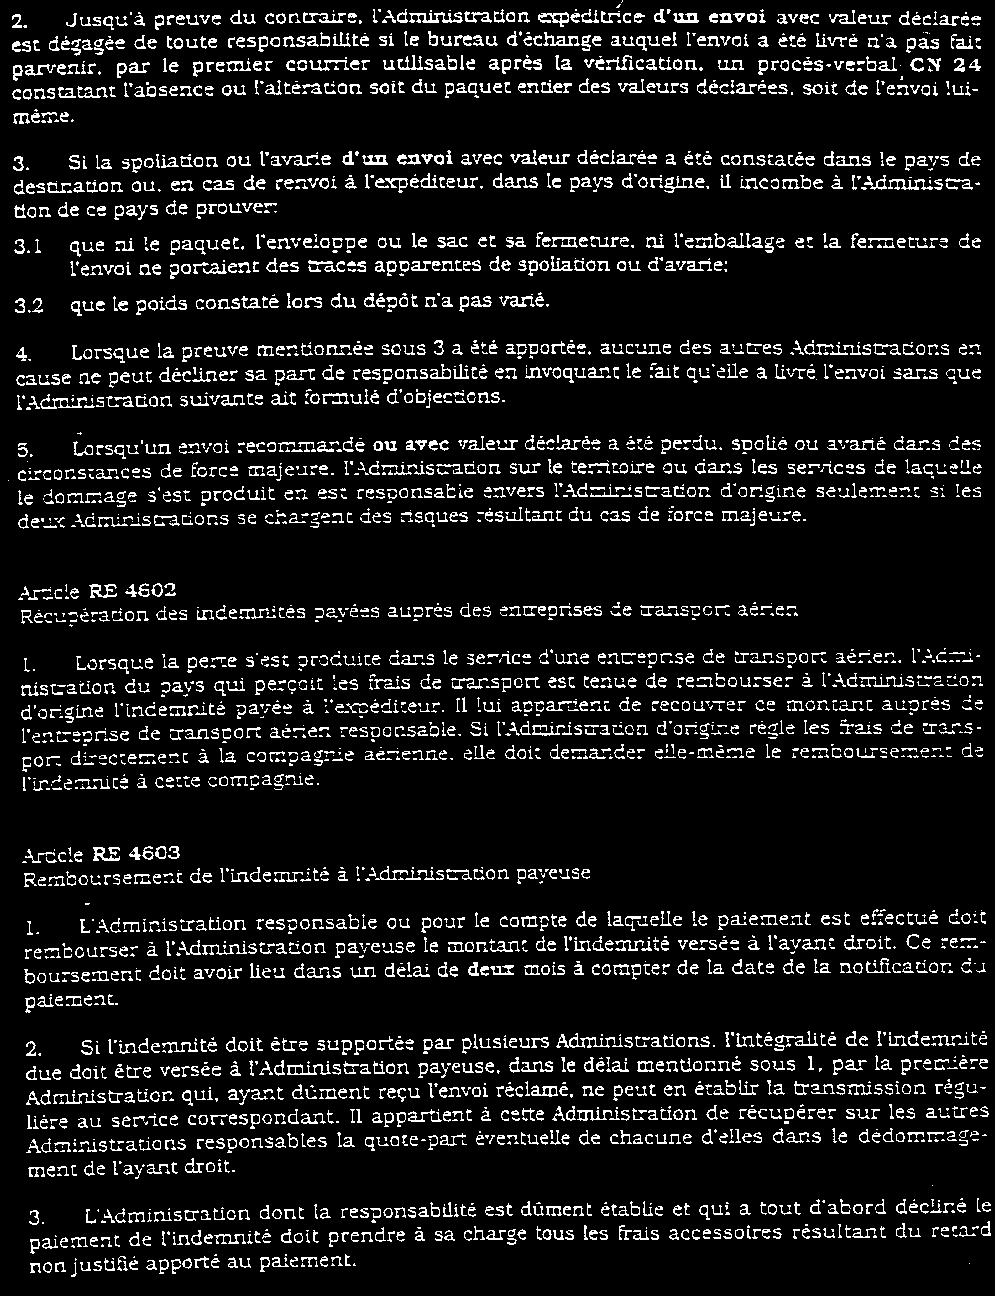 2. Jusqu'à preuve du contraire, l'Administration expéditrice d'un envoi avec valeur déclarée
est dégagée de toute responsabilité si le bureau d'échange auquel l'envoi a été livré n'a pas fait
parvenir, par le premier courrier utilisable après la vérification, un procès-verbal CN 24
constatant l'absence ou l'altération soit du paquet entier des valeurs déclarées, soit de l'envoi lui-
même.
3. Si la spoliation ou l'avarie d'un envoi avec valeur déclarée a été constatée dans le pays de
destination ou, en cas de renvoi à l'expéditeur, dans le pays d'origine, il incombe à l'Administra-
tion de ce pays de prouver:
3.1 que ni le paquet, l'enveloppe ou le sac et sa fermeture, ni l'emballage et la fermeture de
l'envoi ne portaient des traces apparentes de spoliation ou d'avarie;
3.2 que le poids constaté lors du dépôt n'a pas varié.
4. Lorsque la preuve mentionnée sous 3 a été apportée, aucune des autres Administrations en
cause ne peut décliner sa part de responsabilité en invoquant le fait qu'elle a livré l'envoi sans que
l'Administration suivante ait formulé d'objections.
5. Lorsqu'un envoi recommandé ou avec valeur déclarée a été perdu, spolié ou avarié dans des
circonstances de force majeure, l'Administration sur le territoire ou dans les services de laquelle
le dommage s'est produit en est responsable envers l'Administration d'origine seulement si les
deux Administrations se chargent des risques résultant du cas de force majeure.
Article RE 4602
Récupération des indemnités payées auprès des entreprises de transport aérien
1. Lorsque la perte s'est produite dans le service d'une entreprise de transport aérien, l'Admi-
nistration du pays qui perçoit les frais de transport est tenue de rembourser à l'Administration
d'origine l'indemnité payée à l'expéditeur. Il lui appartient de recouvrer ce montant auprès de
l'entreprise de transport aérien responsable. Si l'Administration d'origine règle les frais de trans-
port directement à la compagnie aérienne, elle doit demander elle-même le remboursement de
l'indemnité à cette compagnie.
Article RE 4603
Remboursement de l'indemnité à l'Administration payeuse
1. L'Administration responsable ou pour le compte de laquelle le paiement est effectué doit
rembourser à l'Administration payeuse le montant de l'indemnité versée à l'ayant droit. Ce rem-
boursement doit avoir lieu dans un délai de deux mois à compter de la date de la notification du
paiement.
2. Si l'indemnité doit être supportée par plusieurs Administrations, l'intégralité de l'indemnité
due doit être versée à l'Administration payeuse, dans le délai mentionné sous 1, par la première
Administration qui, ayant dûment reçu l'envoi réclamé, ne peut en établir la transmission régu-
lière au service correspondant. Il appartient à cette Administration de récupérer sur les autres
Administrations responsables la quote-part éventuelle de chacune d'elles dans le dédommage-
ment de l'ayant droit.
3. L'Administration dont la responsabilité est dûment établie et qui a tout d'abord décliné le
paiement de l'indemnité doit prendre à sa charge tous les frais accessoires résultant du retard
non justifié apporté au paiement.